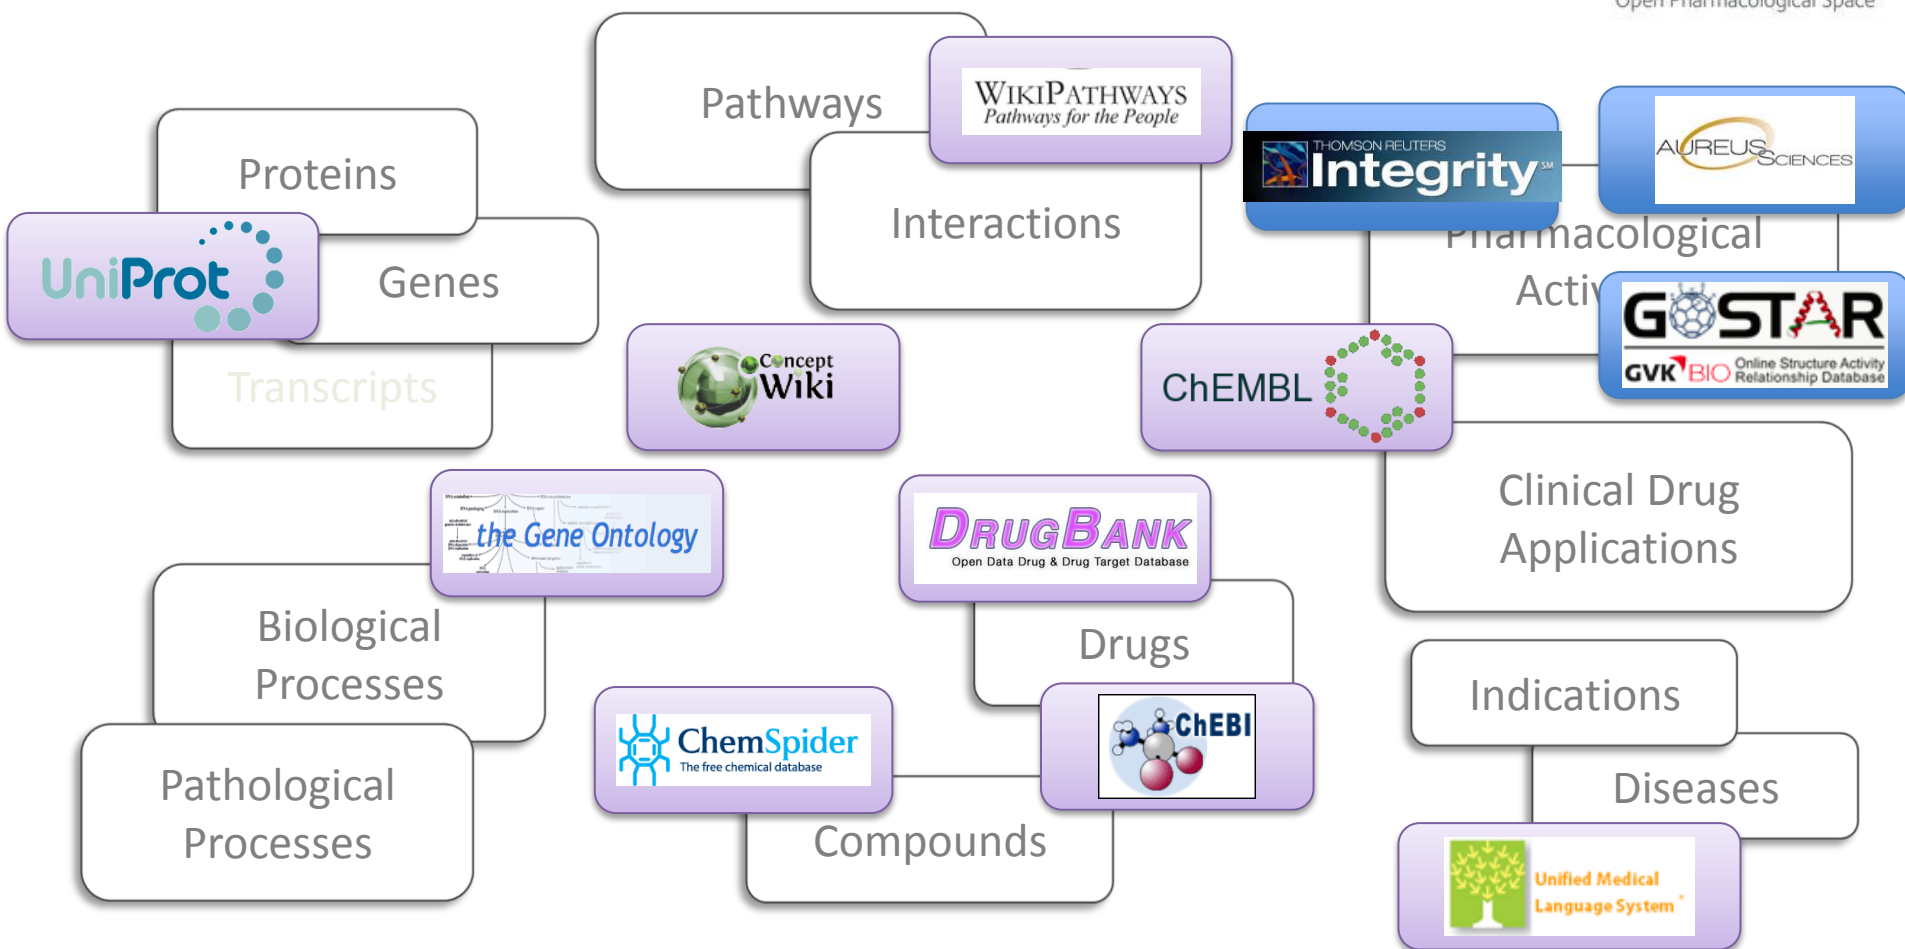 Open Pharmacological Space
Pathways
WIKIPATHWAYS
Pathways for the People
THOMSON REUTERS
Integrity SM
AUREUS
SCIENCES
Proteins
Interactions
Pharmacological
Activ
UniProt
Genes
GOSTAR
GVK BIO Online Structure Activity
Relationship Database
Transcripts
Concept
Wiki
ChEMBL
the Gene Ontology
DRUGBANK
Open Data Drug & Drug Target Database
Clinical Drug
Applications
Biological
Processes
Drugs
Indications
ChemSpider
The free chemical database
ChEBI
Pathological
Processes
Diseases
Compounds
Unified Medical
Language System